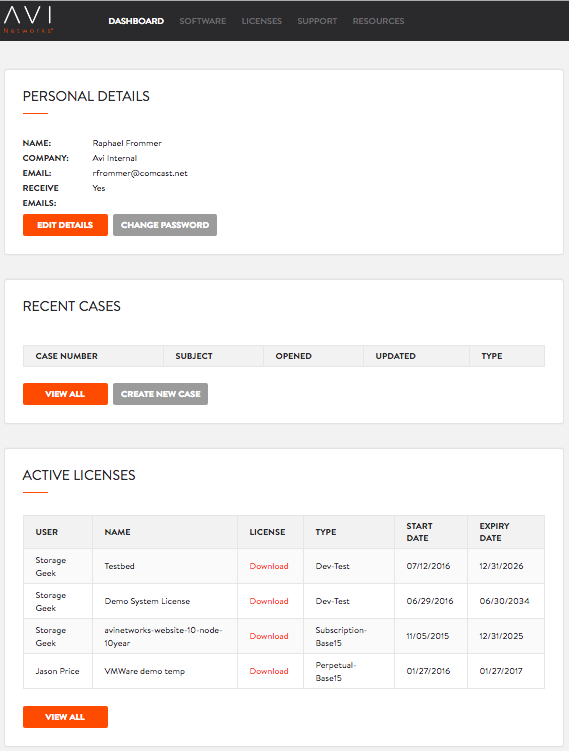 AVI
Networks
DASHBOARD SOFTWARE LICENSES SUPPORT RESOURCES
PERSONAL DETAILS
NAME: Raphael Frommer
COMPANY: Avi Internal
EMAIL: rfrommer@comcast.net
RECEIVE EMAILS: Yes
EDIT DETAILS CHANGE PASSWORD
RECENT CASES
CASE NUMBER SUBJECT OPENED UPDATED TYPE
VIEW ALL CREATE NEW CASE
ACTIVE LICENSES
USER NAME LICENSE TYPE START DATE EXPIRY DATE
Storage Geek Testbed Download Dev-Test 07/12/2016 12/31/2026
Storage Geek Demo System License Download Dev-Test 06/29/2016 06/30/2034
Storage Geek avinetworks-website-10-node-10year Download Subscription-Base15 11/05/2015 12/31/2025
Jason Price VMWare demo temp Download Perpetual-Base15 01/27/2016 01/27/2017
VIEW ALL